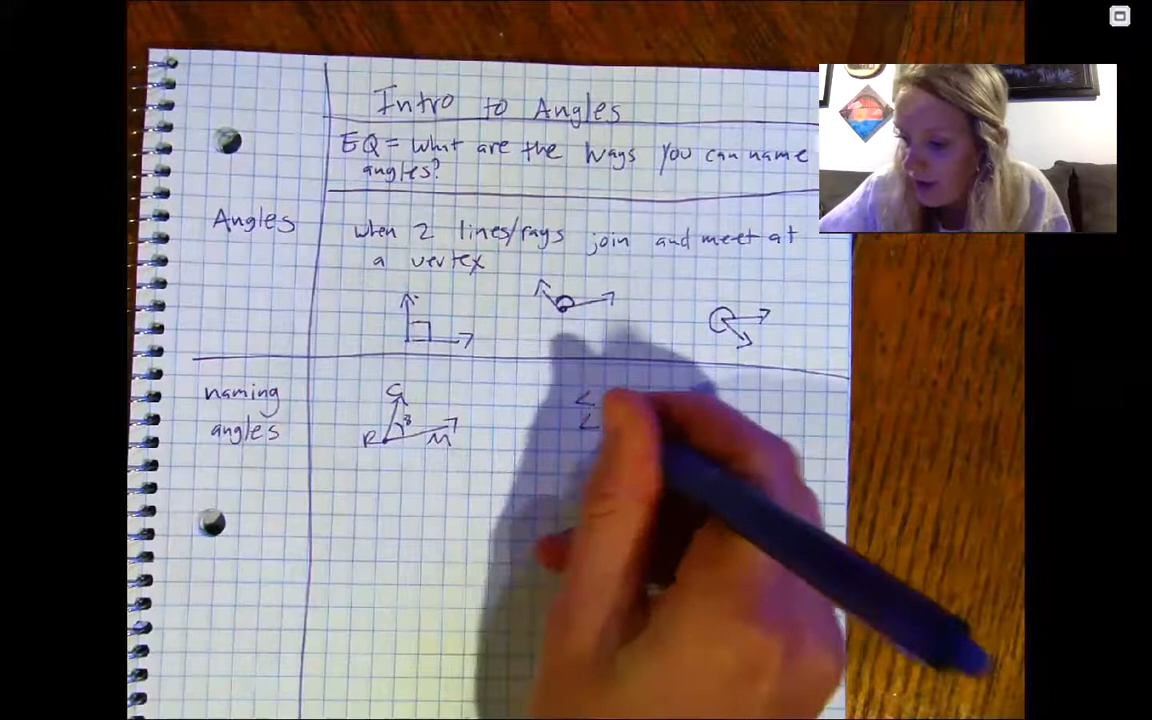 Intro to Angles
EQ = what are the ways you can name
angles?
Angles
when 2 lines/rays join and meet at
a vertex
naming
angles
C
R
M
<
<